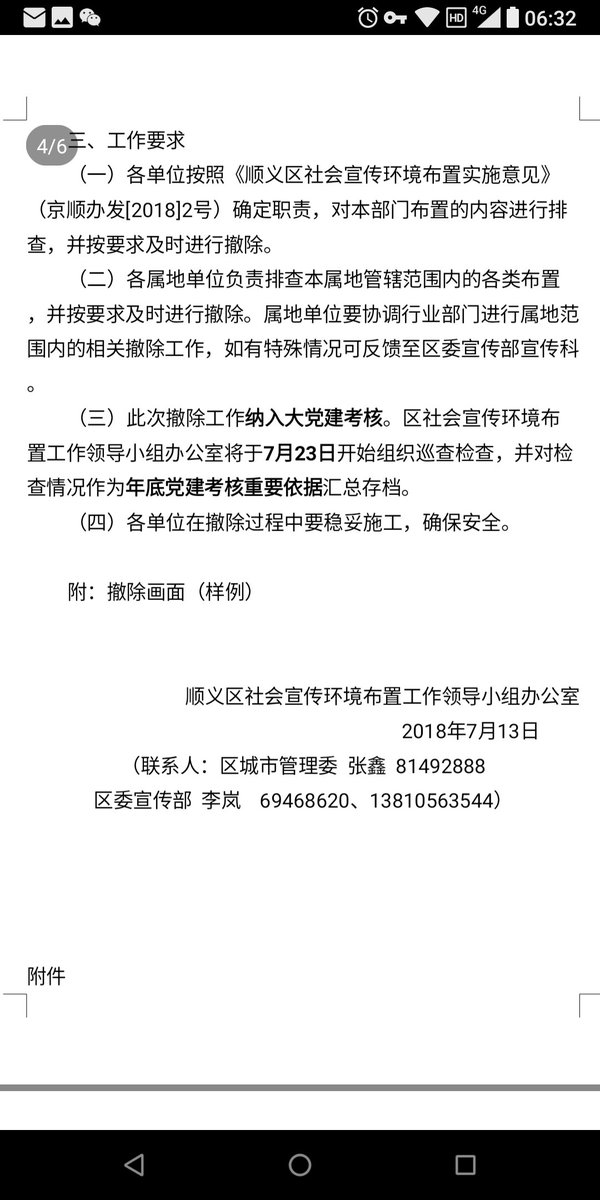 HD 4G 06:32
4/6
三、工作要求
（一）各单位按照《顺义区社会宣传环境布置实施意见》
（京顺办发[2018]2号）确定职责，对本部门布置的内容进行排
查，并按要求及时进行撤除。
（二）各属地单位负责排查本属地管辖范围内的各类布置
，并按要求及时进行撤除。属地单位要协调行业部门进行属地范
围内的相关撤除工作，如有特殊情况可反馈至区委宣传部宣传科
。
（三）此次撤除工作纳入大党建考核。区社会宣传环境布
置工作领导小组办公室将于7月23日开始组织巡查检查，并对检
查情况作为年底党建考核重要依据汇总存档。
（四）各单位在撤除过程中要稳妥施工，确保安全。
附：撤除画面（样例）
顺义区社会宣传环境布置工作领导小组办公室
2018年7月13日
（联系人：区城市管理委 张鑫 81492888
区委宣传部 李岚 69468620、13810563544）
附件